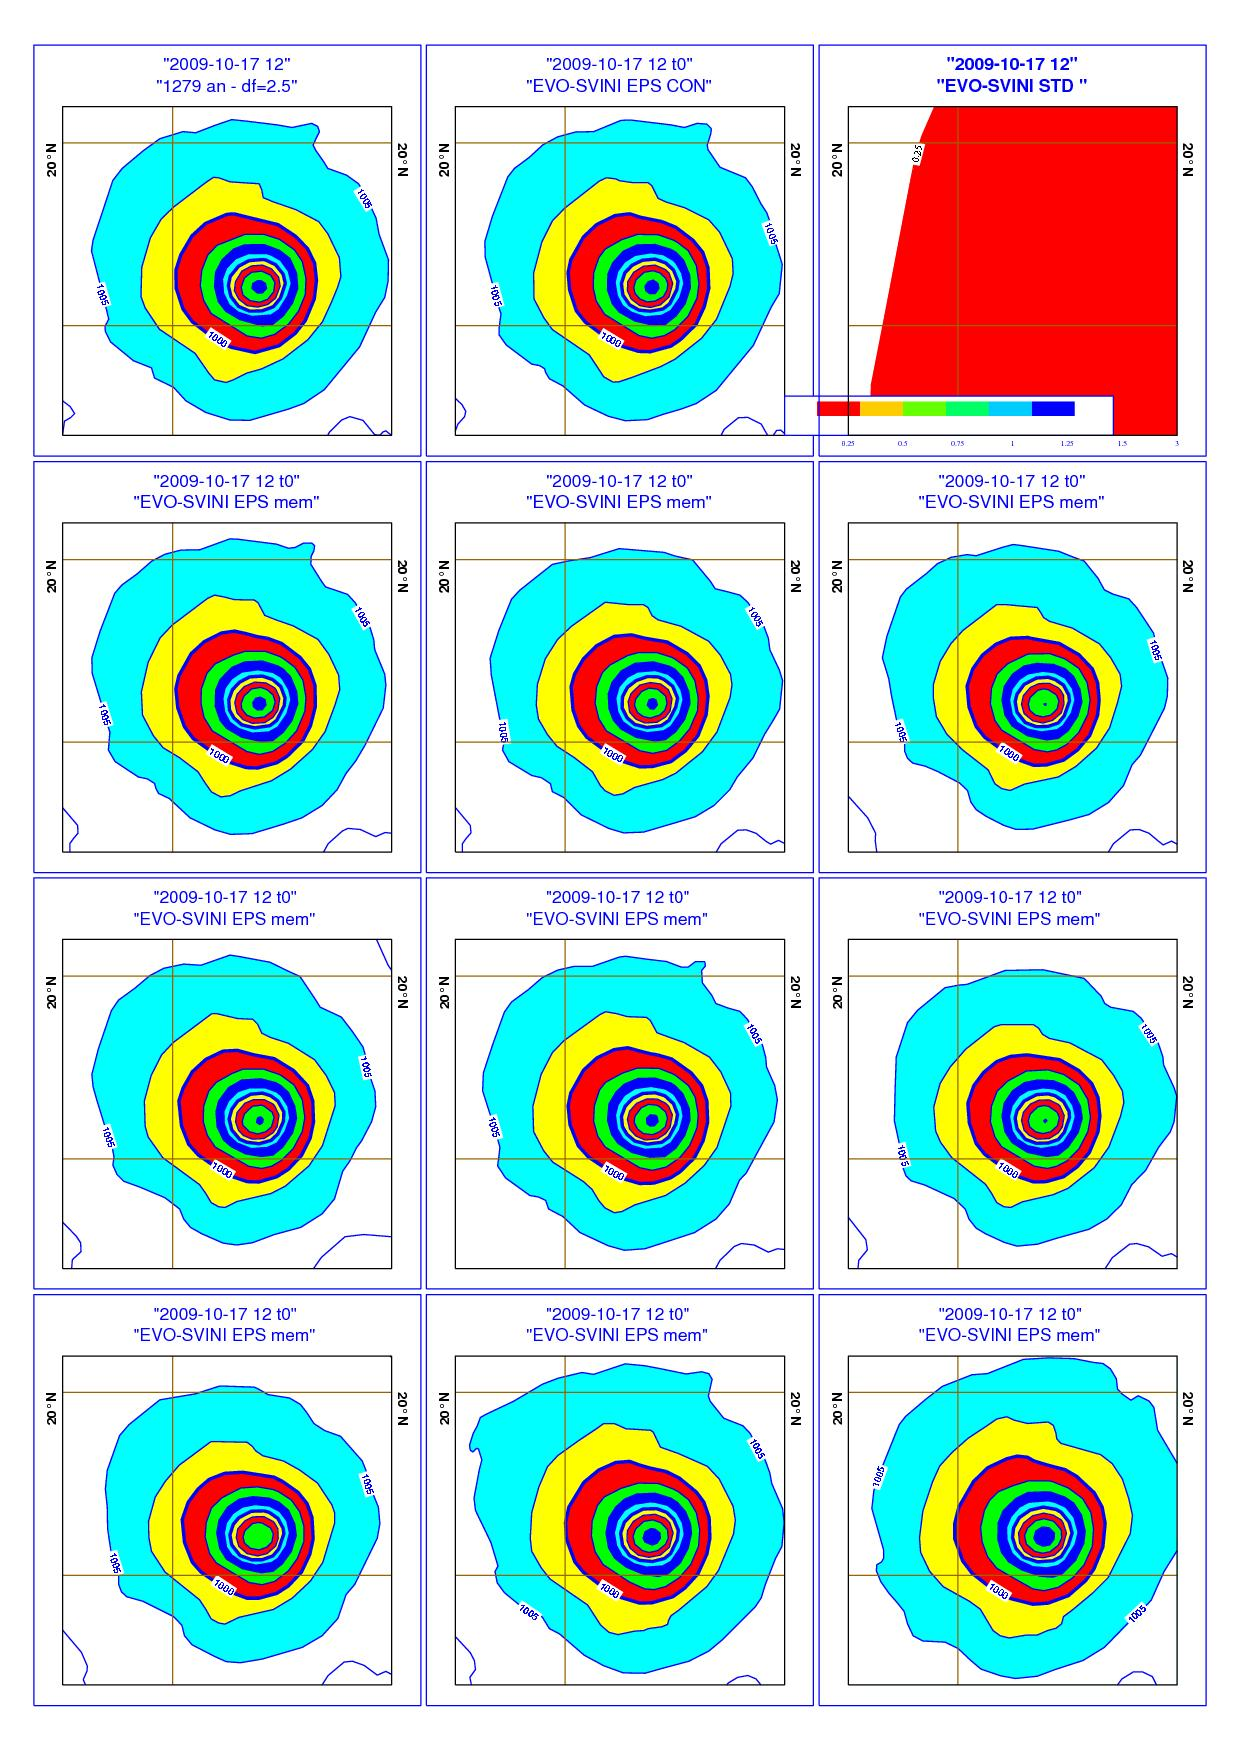 "2009-10-17 12"
"1279 an - df=2.5"
20°N
20°N
1005
1005
1000
"2009-10-17 12 t0"
"EVO-SVINI EPS CON"
20°N
1005
1005
1000
"2009-10-17 12"
"EVO-SVINI STD "
20°N
20°N
0.25
0.25 0.5 0.75 1 1.25 1.5 3
"2009-10-17 12 t0"
"EVO-SVINI EPS mem"
20°N
20°N
1005
1005
1000
"2009-10-17 12 t0"
"EVO-SVINI EPS mem"
20°N
20°N
1005
1005
1000
"2009-10-17 12 t0"
"EVO-SVINI EPS mem"
20°N
1005
1005
1000
"2009-10-17 12 t0"
"EVO-SVINI EPS mem"
20°N
20°N
1005
1005
1000
"2009-10-17 12 t0"
"EVO-SVINI EPS mem"
20°N
20°N
1005
1005
1000
"2009-10-17 12 t0"
"EVO-SVINI EPS mem"
20°N
1005
1005
1000
"2009-10-17 12 t0"
"EVO-SVINI EPS mem"
20°N
20°N
1005
1005
1000
"2009-10-17 12 t0"
"EVO-SVINI EPS mem"
20°N
20°N
1005
1005
1000
"2009-10-17 12 t0"
"EVO-SVINI EPS mem"
20°N
1005
1005
1000